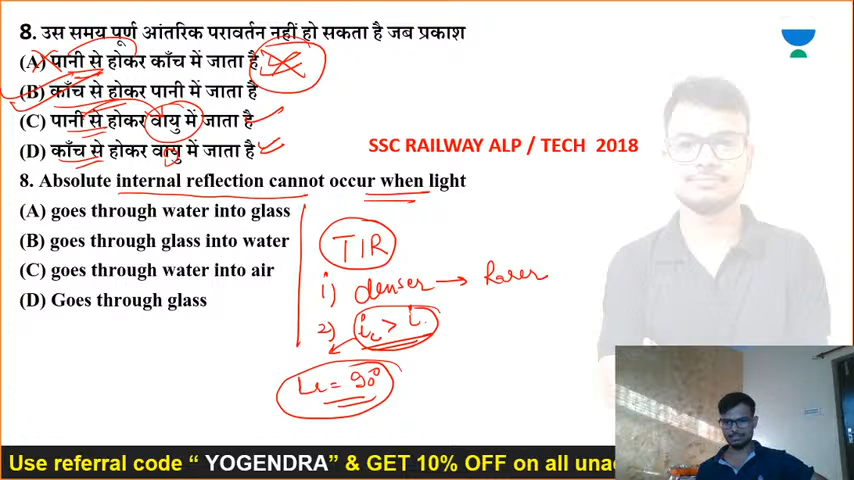 8. उस समय पूर्ण आंतरिक परावर्तन नहीं हो सकता है जब प्रकाश
(A) पानी से होकर काँच में जाता है
(B) काँच से होकर पानी में जाता है
(C) पानी से होकर वायु में जाता है
(D) काँच से होकर वायु में जाता है
SSC RAILWAY ALP / TECH 2018
8. Absolute internal reflection cannot occur when light
(A) goes through water into glass
(B) goes through glass into water
(C) goes through water into air
(D) Goes through glass
TIR
i) denser → Rarer
2) ic > i.
= 90°
Use referral code “ YOGENDRA” & GET 10% OFF on all unac